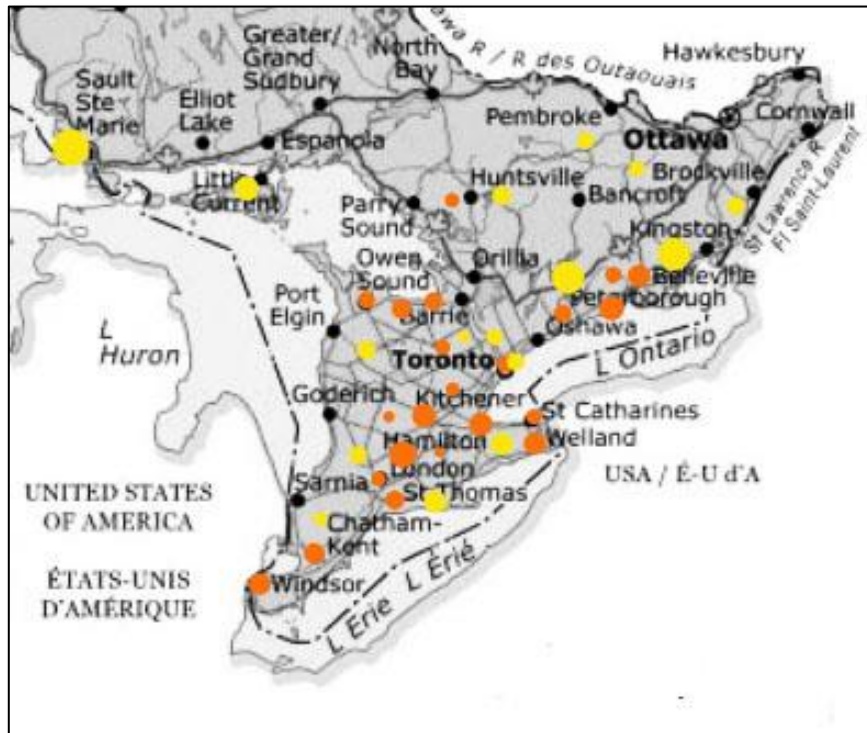 Greater/
Grand
Sudbury
North
Bay
awa R / R des Outaouais
Hawkesbury
Sault
Ste
Marie
Elliot
Lake
Espanola
Pembroke
Ottawa
Cornwall
Little
Current
Parry
Sound
Huntsville
Bancroft
Brockville
St Lawrence R
Fl Saint-Laurent
Kingston
Owen
Sound
Orillia
Belleville
Port
Elgin
Barrie
Peterborough
Oshawa
L
Huron
Toronto
L Ontario
Goderich
Kitchener
St Catharines
Hamilton
Welland
USA / É-U d'A
UNITED STATES
OF AMERICA
Sarnia
London
St Thomas
Chatham-
Kent
ÉTATS-UNIS
D'AMÉRIQUE
Windsor
L Erie
L Érié